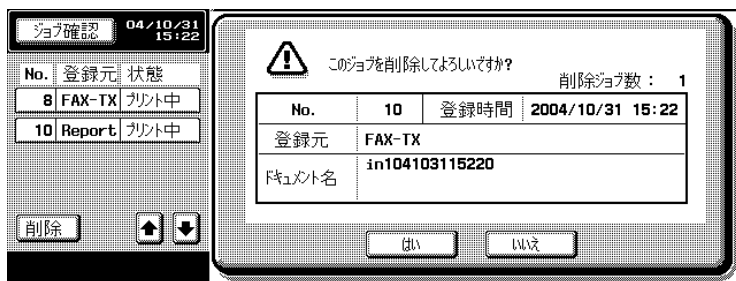 ジョブ確認 04/10/31
15:22
No. 登録元 状態
8 FAX-TX プリント中
10 Report プリント中
削除
このジョブを削除してよろしいですか?
削除ジョブ数： 1
No. 10 登録時間 2004/10/31 15:22
登録元 FAX-TX
ドキュメント名 in104103115220
はい いいえ